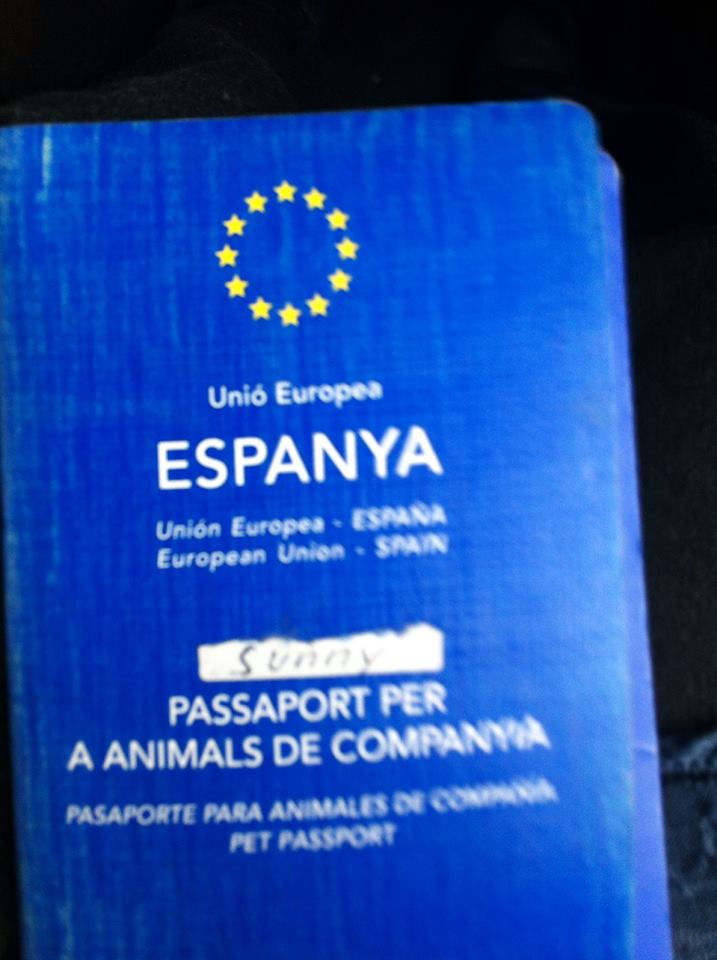 Unió Europea
ESPANYA
Unión Europea - ESPAÑA
European Union - SPAIN
Sunny
PASSAPORT PER
A ANIMALS DE COMPANYIA
PASAPORTE PARA ANIMALES DE COMPAÑÍA
PET PASSPORT